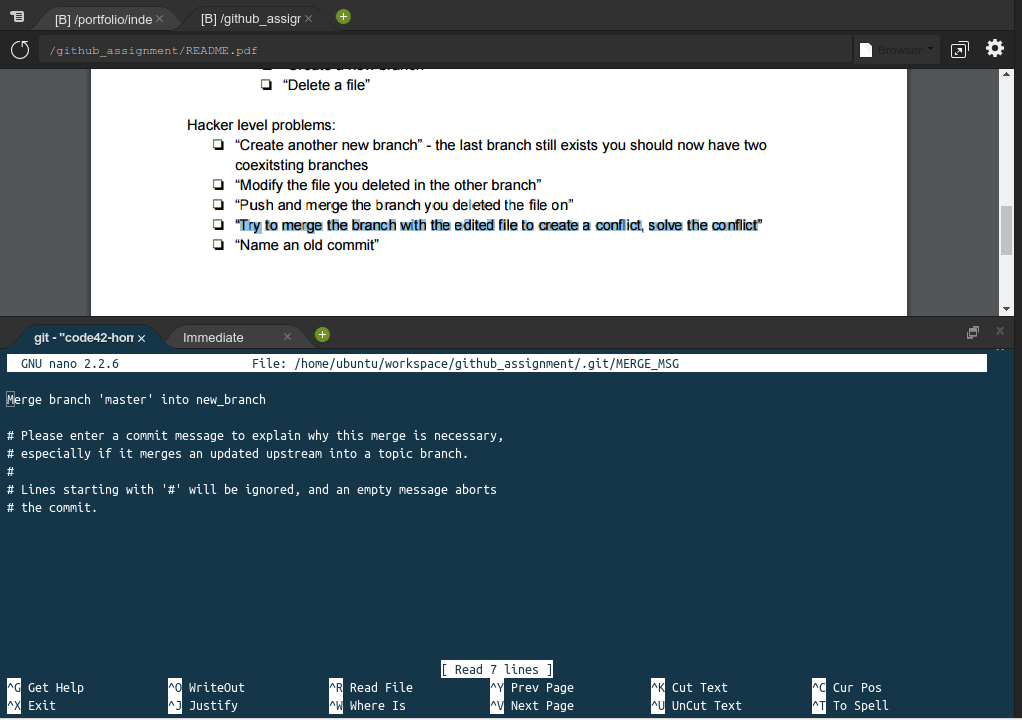 [B] /portfolio/inde
[B] /github_assigr
/github_assignment/README.pdf
Browser
“Create a new branch”
“Delete a file”
Hacker level problems:
“Create another new branch” - the last branch still exists you should now have two
coexitsting branches
“Modify the file you deleted in the other branch”
“Push and merge the branch you deleted the file on”
“Try to merge the branch with the edited file to create a conflict, solve the conflict”
“Name an old commit”
git - "code42-hon
Immediate
GNU nano 2.2.6 File: /home/ubuntu/workspace/github_assignment/.git/MERGE_MSG
Merge branch 'master' into new_branch
# Please enter a commit message to explain why this merge is necessary,
# especially if it merges an updated upstream into a topic branch.
#
# Lines starting with '#' will be ignored, and an empty message aborts
# the commit.
[ Read 7 lines ]
^G Get Help ^O WriteOut ^R Read File ^Y Prev Page ^K Cut Text ^C Cur Pos
^X Exit ^J Justify ^W Where Is ^V Next Page ^U UnCut Text ^T To Spell